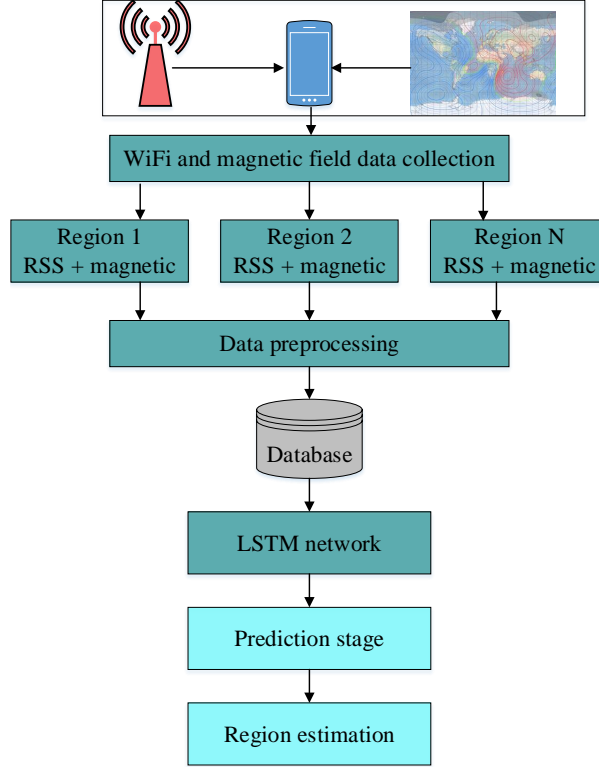 WiFi and magnetic field data collection
Region 1
RSS + magnetic
Region 2
RSS + magnetic
Region N
RSS + magnetic
Data preprocessing
Database
LSTM network
Prediction stage
Region estimation